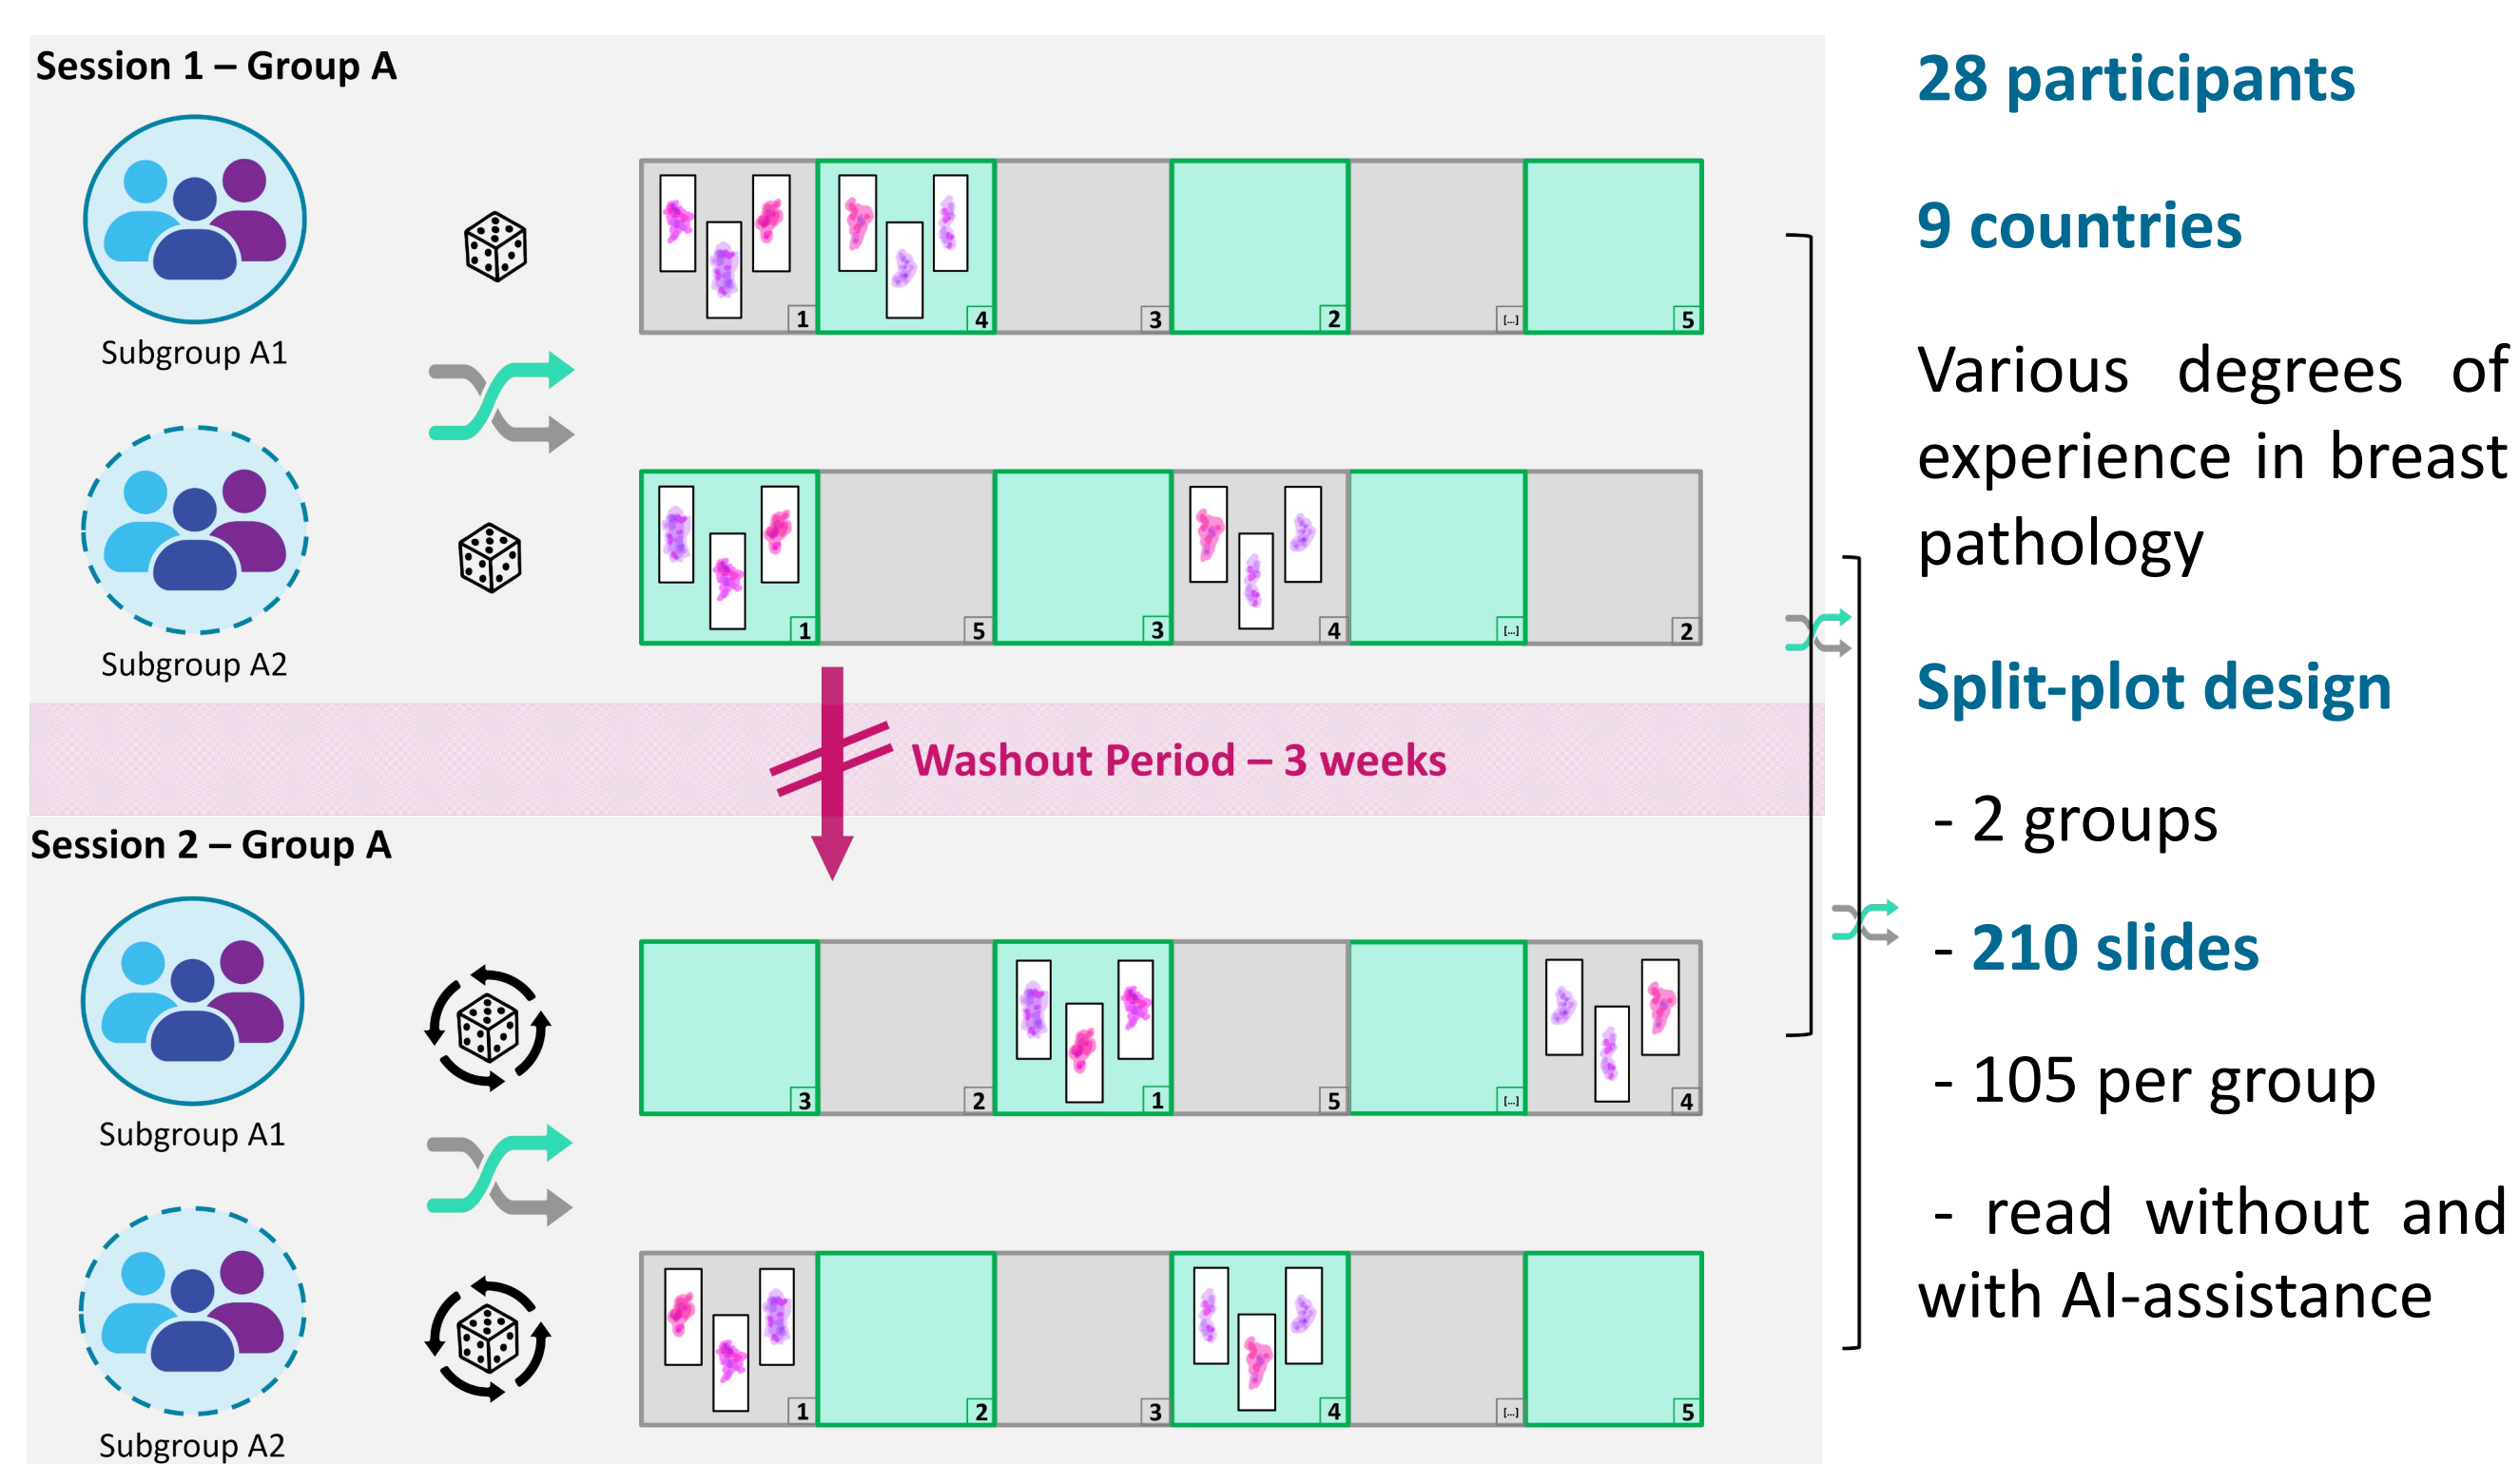 Session 1 – Group A
Subgroup A1
1
4
3
2
[...]
5
Subgroup A2
1
5
3
4
[...]
2
Washout Period – 3 weeks
Session 2 – Group A
Subgroup A1
3
2
1
5
[...]
4
Subgroup A2
1
2
3
4
[...]
5
28 participants
9 countries
Various degrees of
experience in breast
pathology
Split-plot design
- 2 groups
- 210 slides
- 105 per group
- read without and
with AI-assistance